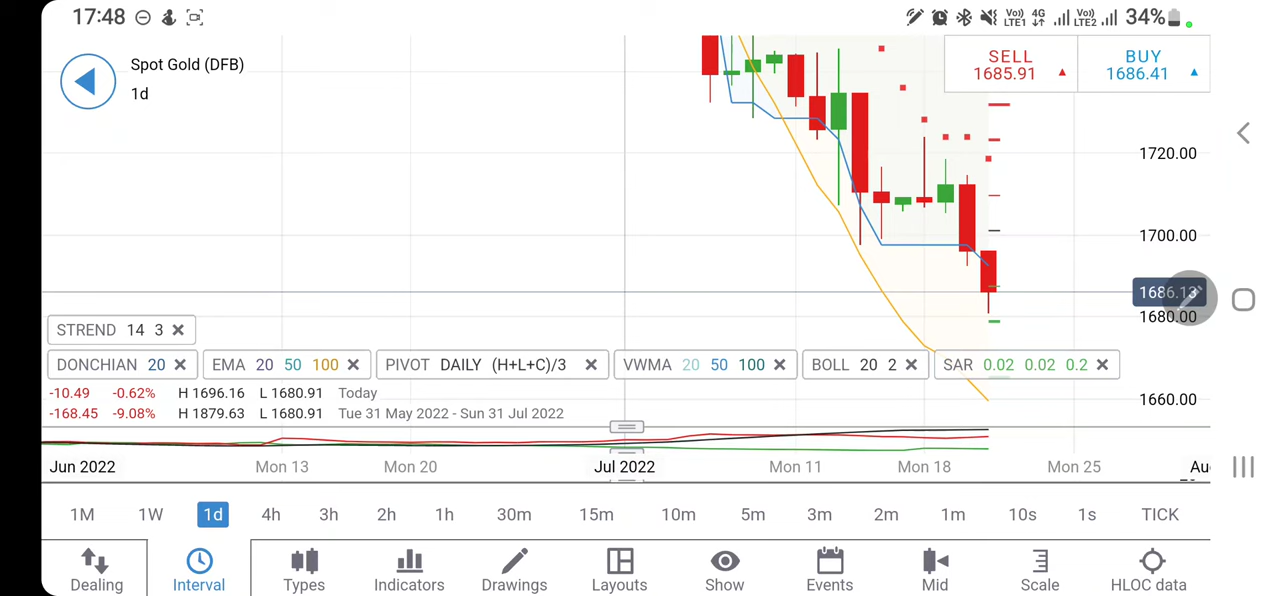 17:48 Vo)) LTE1 4G Vo)) LTE2 34%
Spot Gold (DFB)
1d
SELL BUY
1685.91 1686.41
1720.00
1700.00
1686.13
1680.00
STREND 14 3
DONCHIAN 20 EMA 20 50 100 PIVOT DAILY (H+L+C)/3 VWMA 20 50 100 BOLL 20 2 SAR 0.02 0.02 0.2
-10.49 -0.62% H 1696.16 L 1680.91 Today
1660.00
-168.45 -9.08% H 1879.63 L 1680.91 Tue 31 May 2022 - Sun 31 Jul 2022
Jun 2022 Mon 13 Mon 20 Jul 2022 Mon 11 Mon 18 Mon 25 Au
1M 1W 1d 4h 3h 2h 1h 30m 15m 10m 5m 3m 2m 1m 10s 1s TICK
Dealing Interval Types Indicators Drawings Layouts Show Events Mid Scale HLOC data